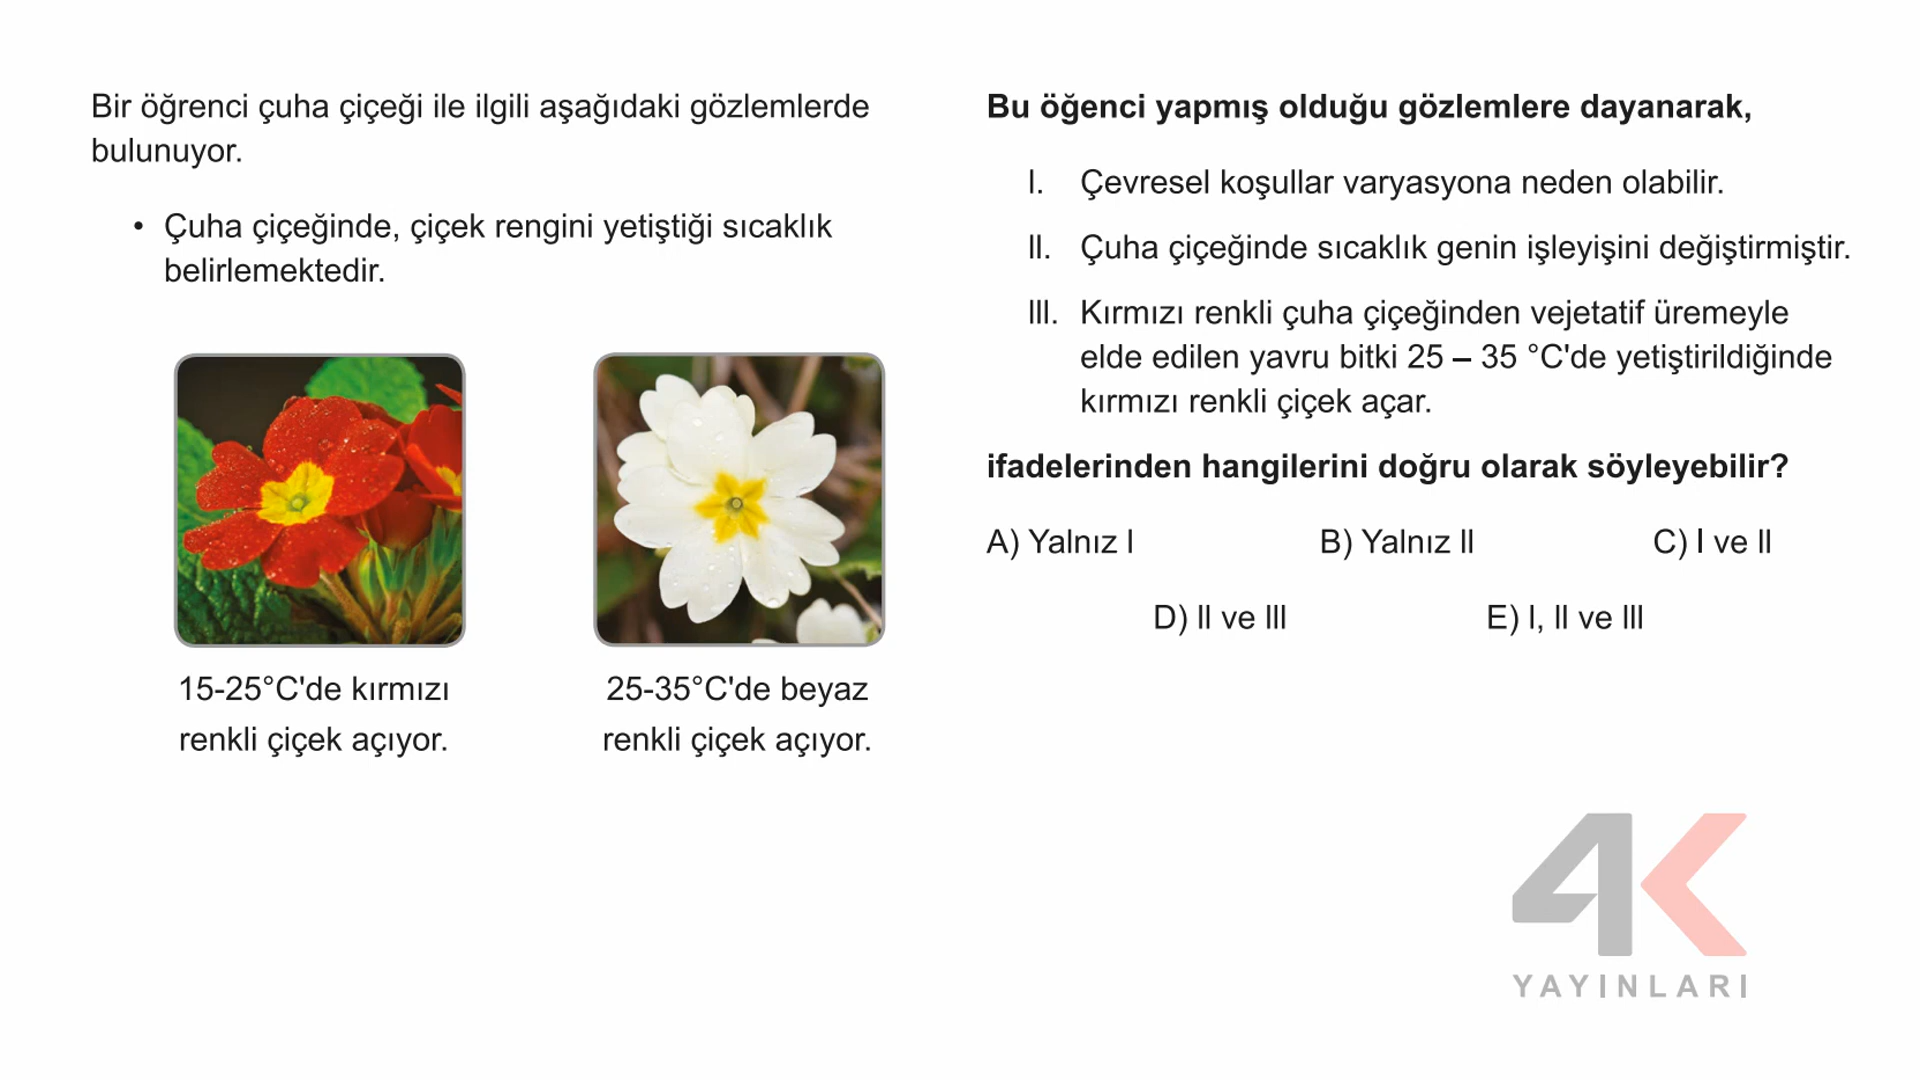 Bir öğrenci çuha çiçeği ile ilgili aşağıdaki gözlemlerde
bulunuyor.
• Çuha çiçeğinde, çiçek rengini yetiştiği sıcaklık
belirlemektedir.
15-25°C'de kırmızı
renkli çiçek açıyor.
25-35°C'de beyaz
renkli çiçek açıyor.
Bu öğenci yapmış olduğu gözlemlere dayanarak,
I. Çevresel koşullar varyasyona neden olabilir.
II. Çuha çiçeğinde sıcaklık genin işleyişini değiştirmiştir.
III. Kırmızı renkli çuha çiçeğinden vejetatif üremeyle
elde edilen yavru bitki 25 – 35 °C'de yetiştirildiğinde
kırmızı renkli çiçek açar.
ifadelerinden hangilerini doğru olarak söyleyebilir?
A) Yalnız I B) Yalnız II C) I ve II
D) II ve III E) I, II ve III
4K
YAYINLARI